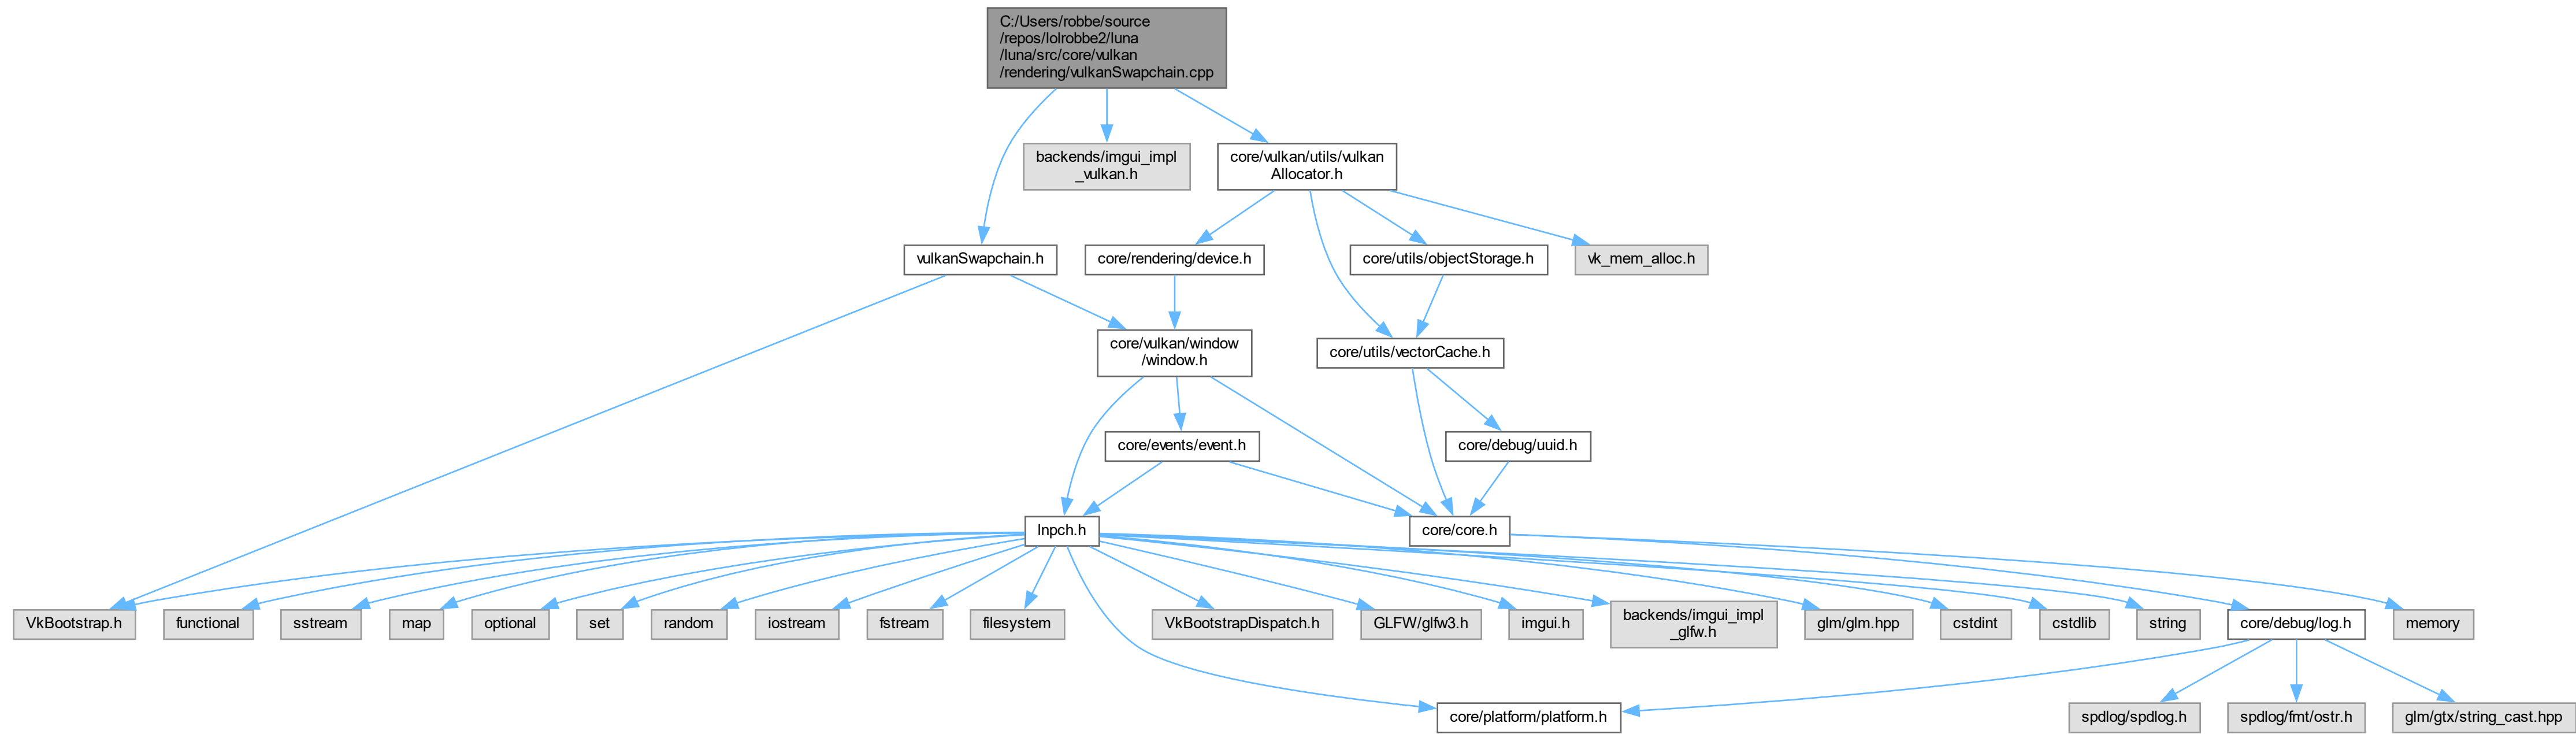 C:/Users/robbe/source
/repos/lolrobbe2/luna
/luna/src/core/vulkan
/rendering/vulkanSwapchain.cpp
backends/imgui_impl
_vulkan.h
core/vulkan/utils/vulkan
Allocator.h
vulkanSwapchain.h
core/rendering/device.h
core/utils/objectStorage.h
vk_mem_alloc.h
core/vulkan/window
/window.h
core/utils/vectorCache.h
core/events/event.h
core/debug/uuid.h
lnpch.h
core/core.h
VkBootstrap.h
functional
sstream
map
optional
set
random
iostream
fstream
filesystem
VkBootstrapDispatch.h
GLFW/glfw3.h
imgui.h
backends/imgui_impl
_glfw.h
glm/glm.hpp
cstdint
cstdlib
string
core/debug/log.h
memory
core/platform/platform.h
spdlog/spdlog.h
spdlog/fmt/ostr.h
glm/gtx/string_cast.hpp